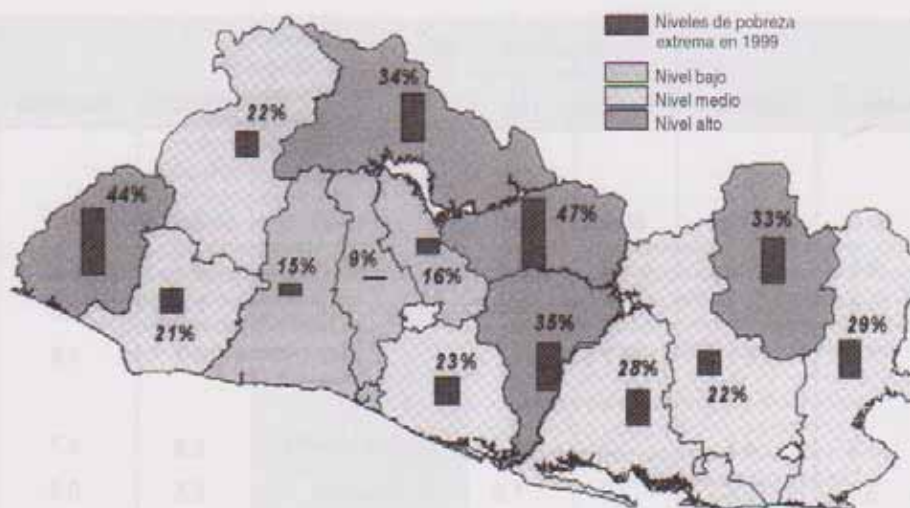 Niveles de pobreza
extrema en 1999
Nivel bajo
Nivel medio
Nivel alto
34%
22%
44%
47%
33%
9%
15%
16%
21%
35%
29%
23%
28%
22%